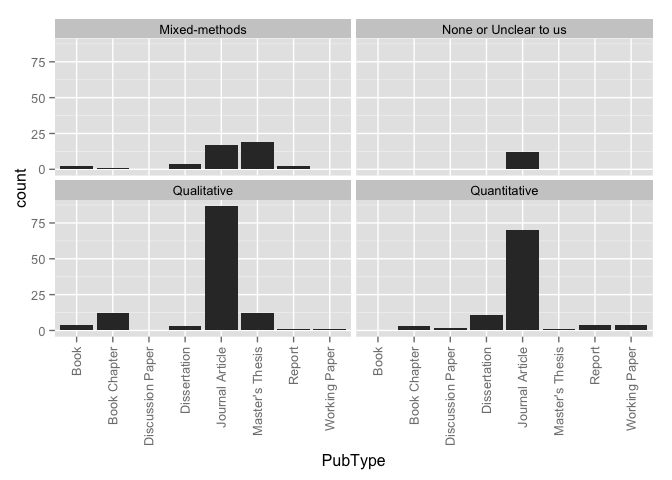 Mixed-methods
None or Unclear to us
75
50
25
0
count
Qualitative
Quantitative
75
50
25
0
Book
Book Chapter
Discussion Paper
Dissertation
Journal Article
Master's Thesis
Report
Working Paper
Book
Book Chapter
Discussion Paper
Dissertation
Journal Article
Master's Thesis
Report
Working Paper
PubType